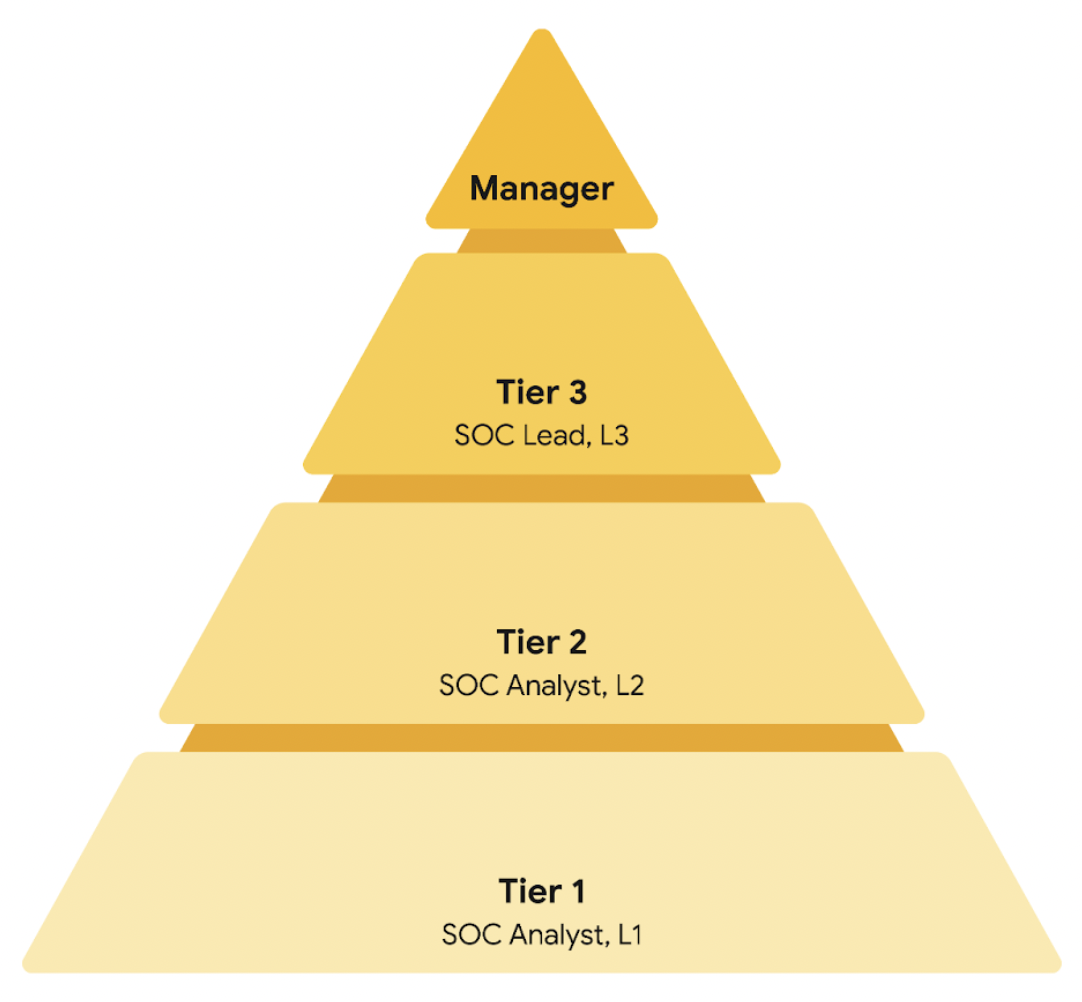 Manager
Tier 3
SOC Lead, L3
Tier 2
SOC Analyst, L2
Tier 1
SOC Analyst, L1